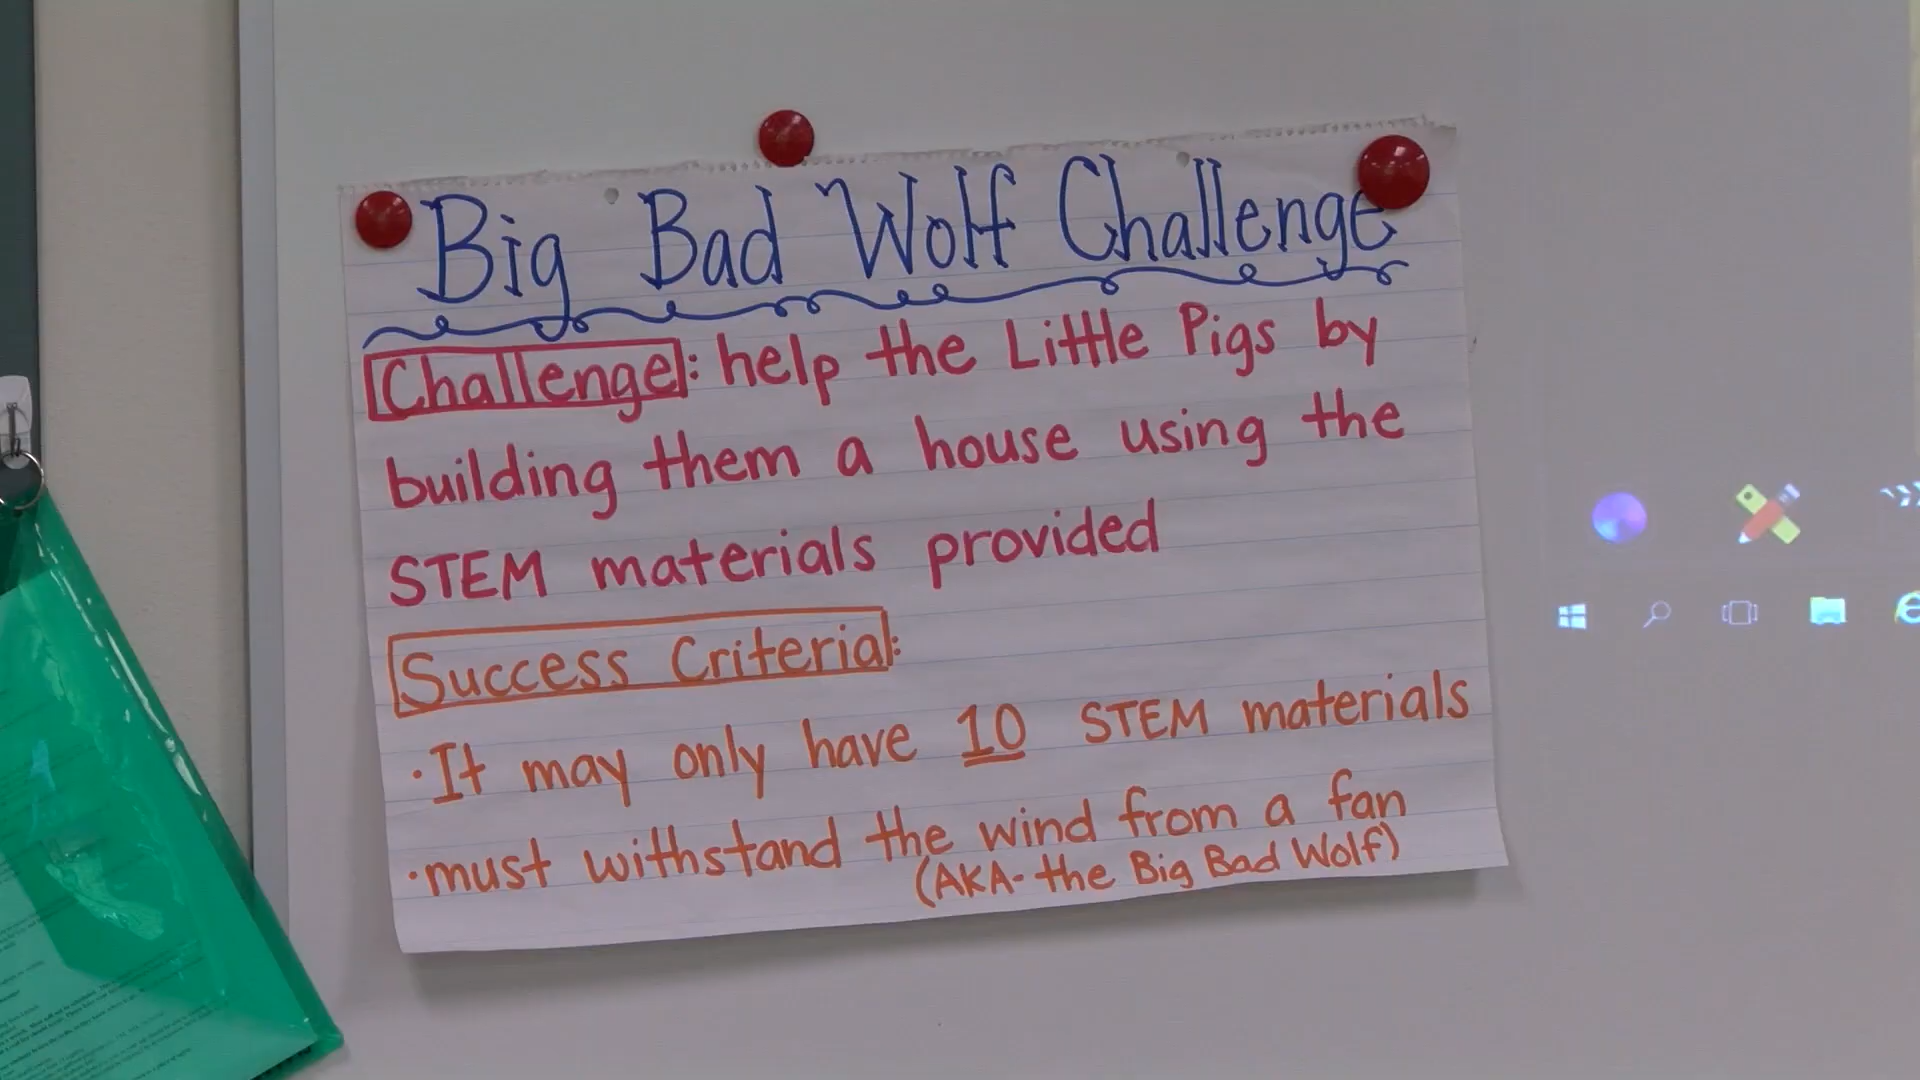 Big Bad Wolf Challenge
Challenge: help the Little Pigs by
building them a house using the
STEM materials provided
Success Criteria:
· It may only have 10 STEM materials
· must withstand the wind from a fan
(AKA- the Big Bad Wolf)